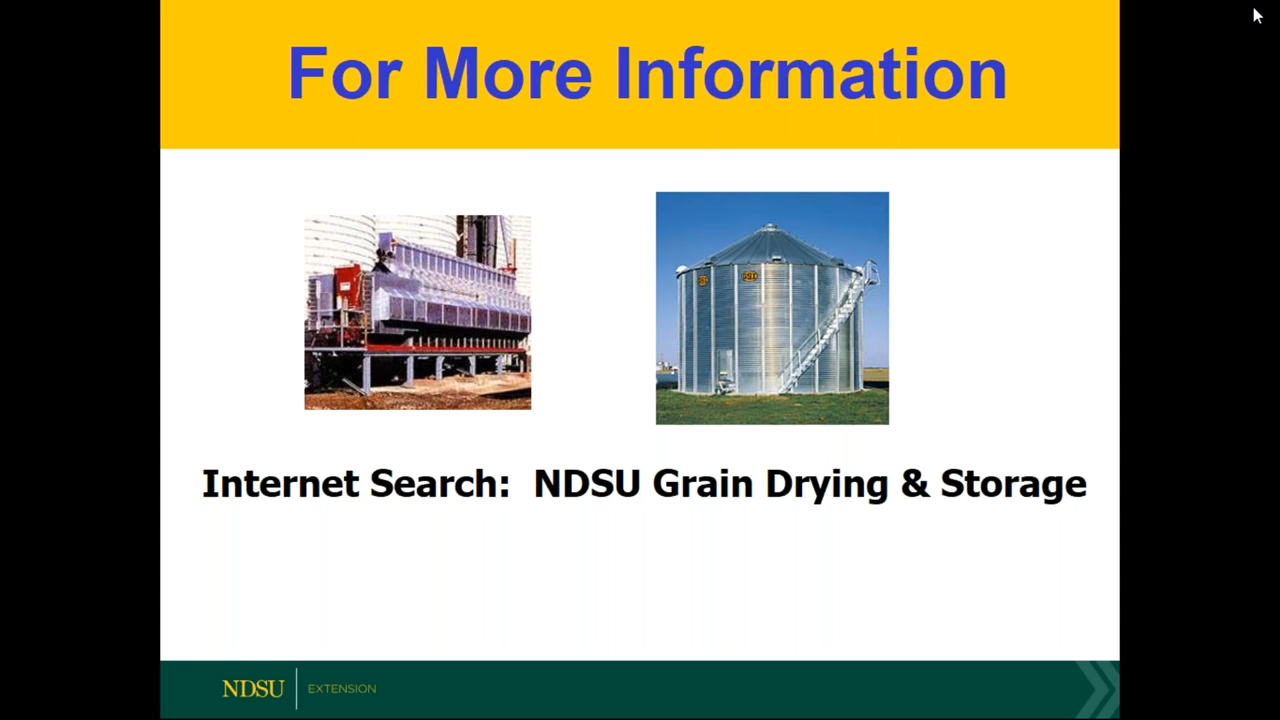 For More Information
Internet Search: NDSU Grain Drying & Storage
NDSU EXTENSION